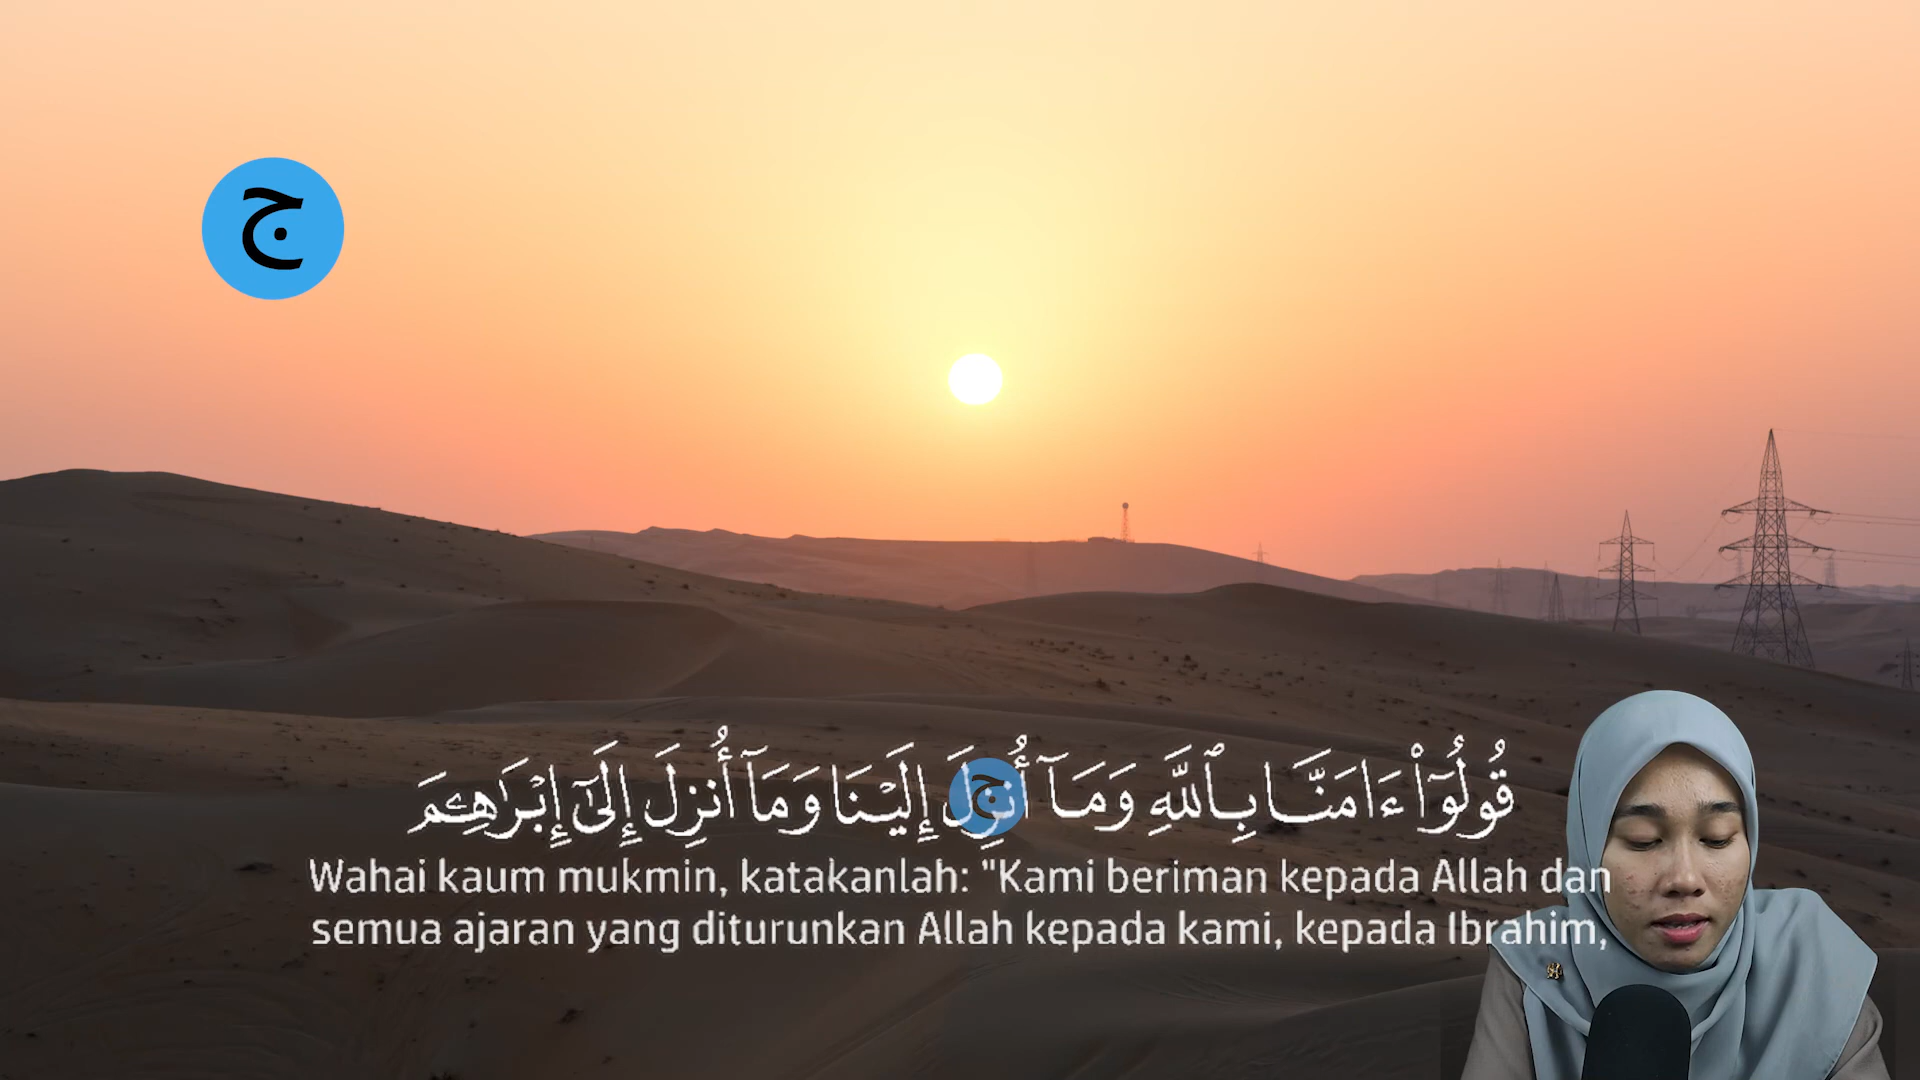 ج
قُولُوٓا۟ ءَامَنَّا بِٱللَّهِ وَمَآ أُنزِلَ إِلَيْنَا وَمَآ أُنزِلَ إِلَىٰٓ إِبْرَٰهِـۧمَ
ج
Wahai kaum mukmin, katakanlah: "Kami beriman kepada Allah dan
semua ajaran yang diturunkan Allah kepada kami, kepada Ibrahim,